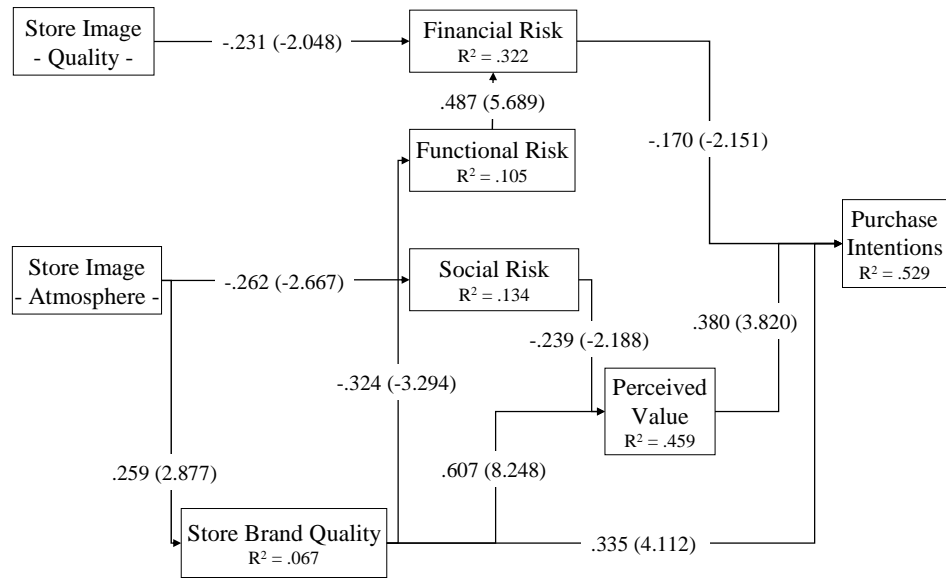 Store Image
- Quality -
-.231 (-2.048)
Financial Risk
R² = .322
.487 (5.689)
-.170 (-2.151)
Functional Risk
R² = .105
Purchase
Intentions
R² = .529
Store Image
- Atmosphere -
-.262 (-2.667)
Social Risk
R² = .134
.380 (3.820)
-.239 (-2.188)
-.324 (-3.294)
Perceived
Value
R² = .459
.259 (2.877)
.607 (8.248)
Store Brand Quality
R² = .067
.335 (4.112)